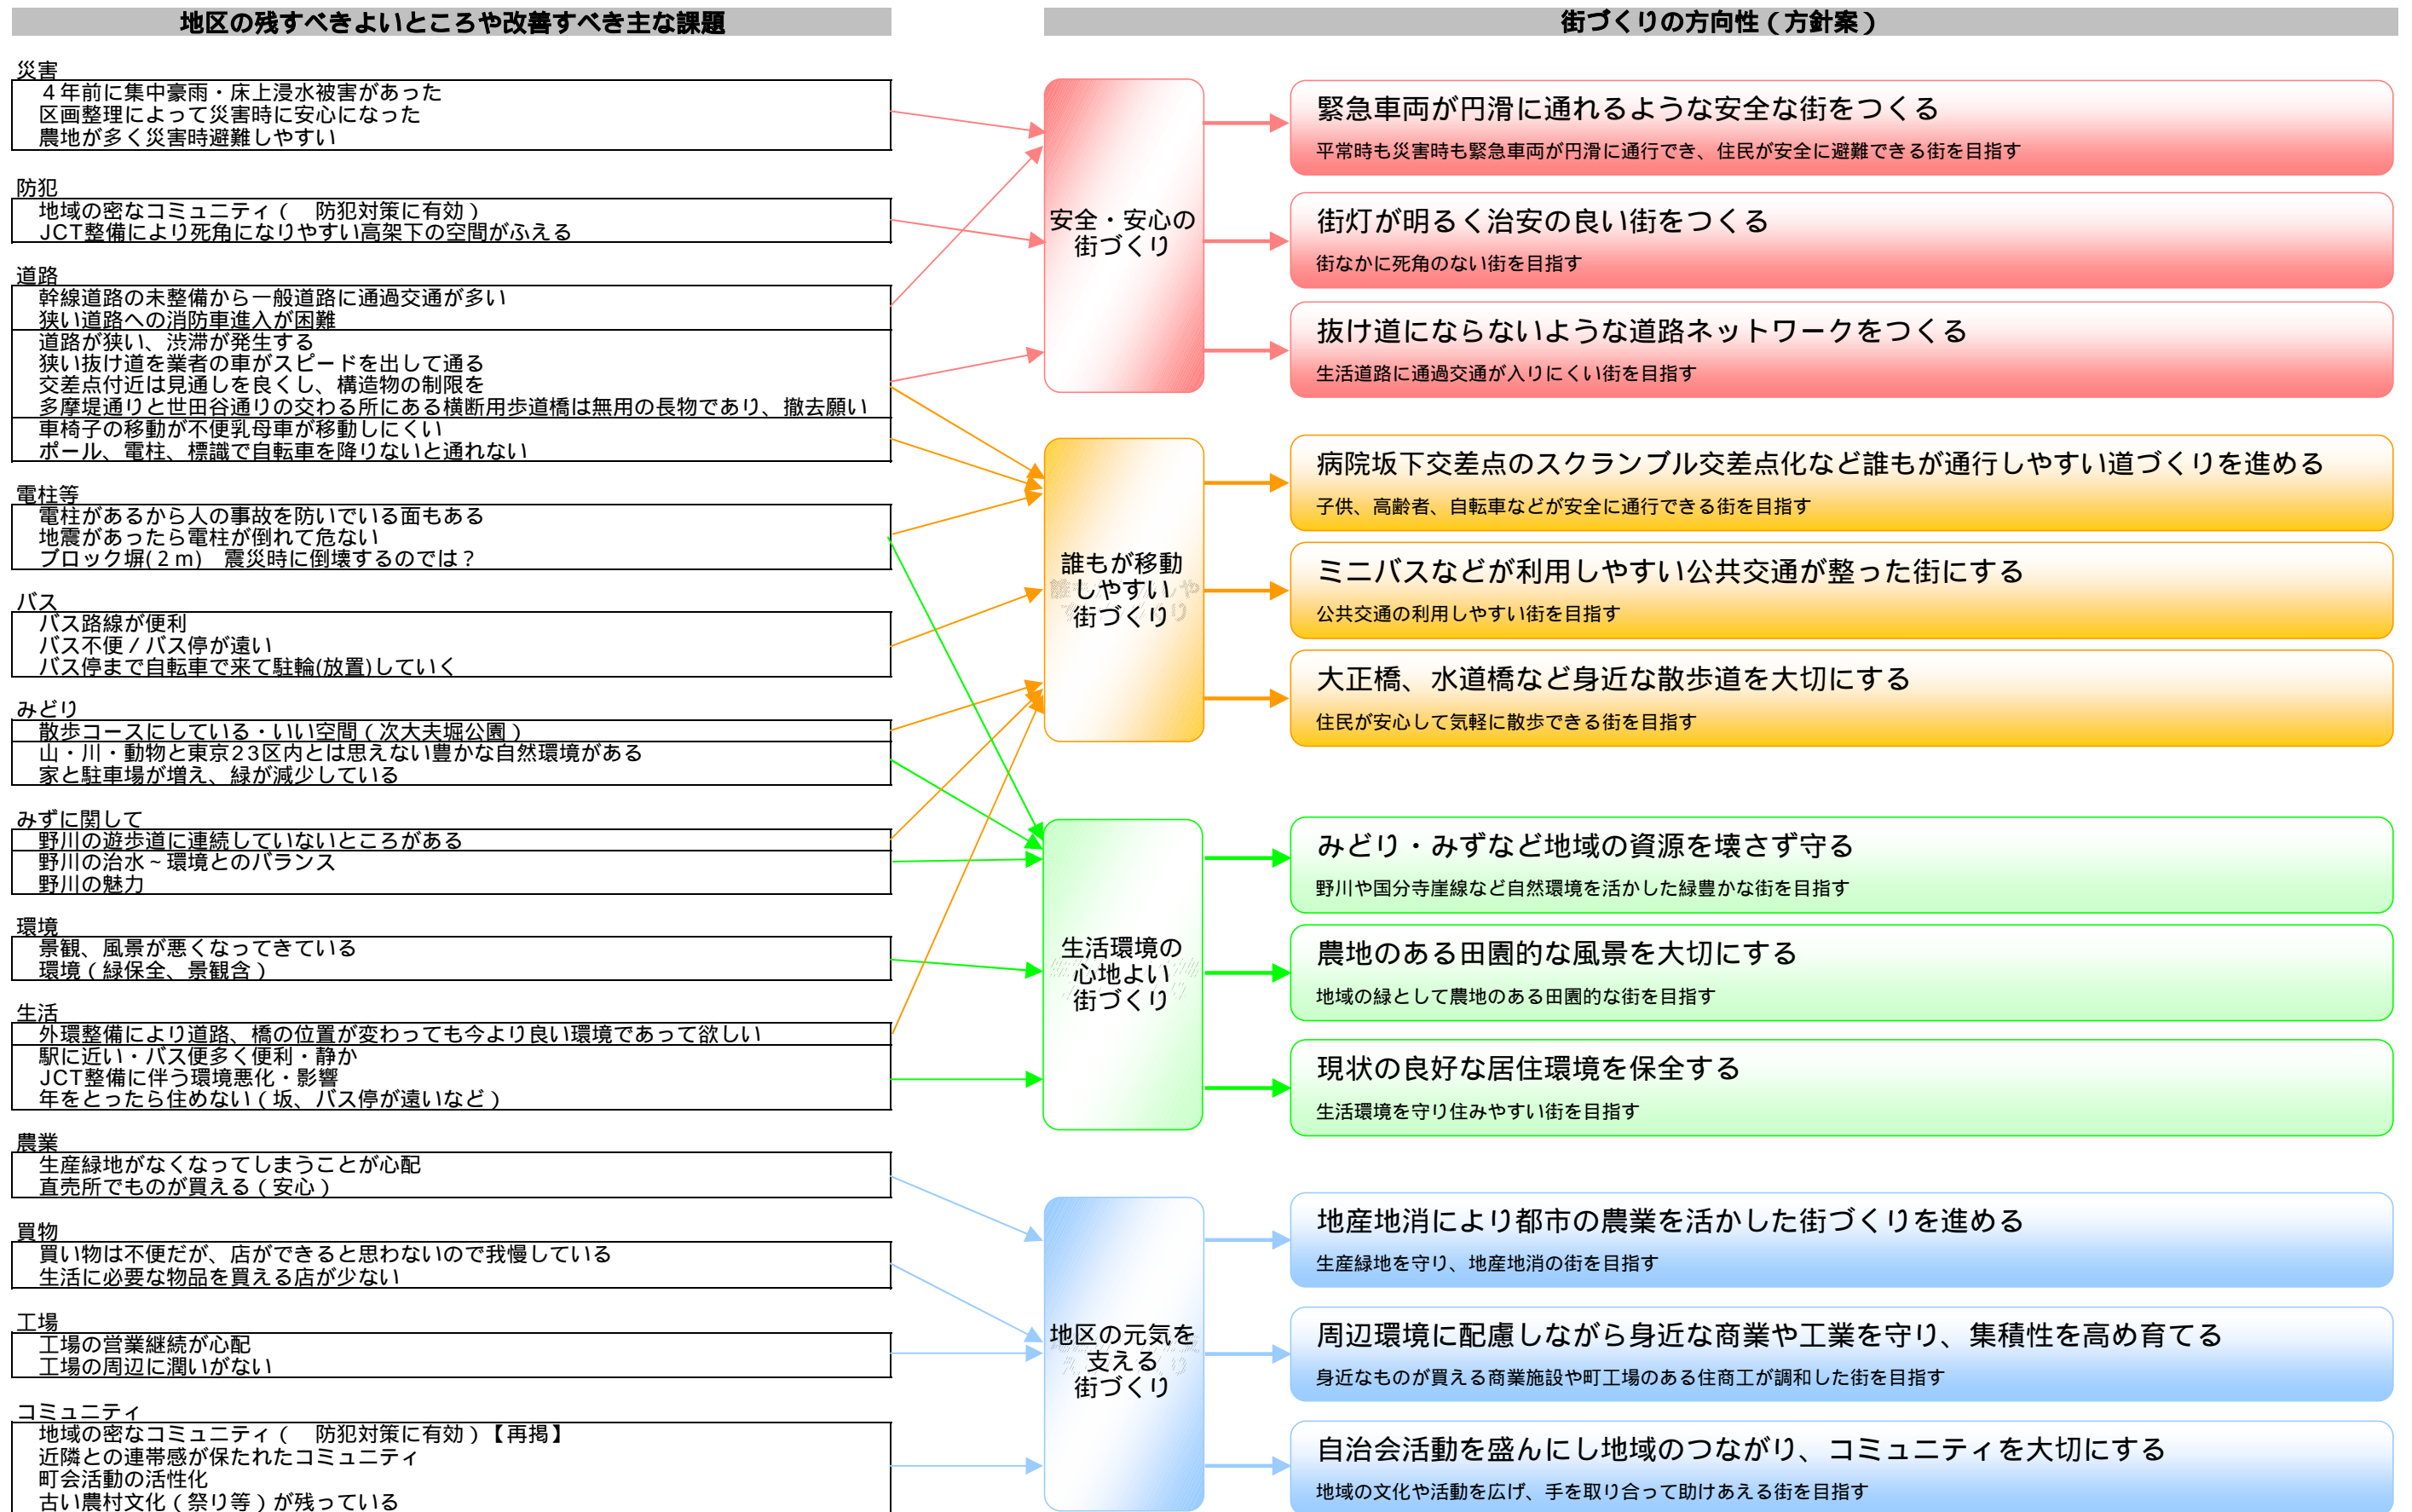 地区の残すべきよいところや改善すべき主な課題
災害
４年前に集中豪雨・床上浸水被害があった
区画整理によって災害時に安心になった
農地が多く災害時避難しやすい
防犯
地域の密なコミュニティ（　防犯対策に有効）
JCT整備により死角になりやすい高架下の空間がふえる
道路
幹線道路の未整備から一般道路に通過交通が多い
狭い道路への消防車進入が困難
道路が狭い、渋滞が発生する
狭い抜け道を業者の車がスピードを出して通る
交差点付近は見通しを良くし、構造物の制限を
多摩堤通りと世田谷通りの交わる所にある横断用歩道橋は無用の長物であり、撤去願い
車椅子の移動が不便乳母車が移動しにくい
ポール、電柱、標識で自転車を降りないと通れない
電柱等
電柱があるから人の事故を防いでいる面もある
地震があったら電柱が倒れて危ない
ブロック塀(２ｍ)　震災時に倒壊するのでは？
バス
バス路線が便利
バス不便／バス停が遠い
バス停まで自転車で来て駐輪(放置)していく
みどり
散歩コースにしている・いい空間（次大夫堀公園）
山・川・動物と東京23区内とは思えない豊かな自然環境がある
家と駐車場が増え、緑が減少している
みずに関して
野川の遊歩道に連続していないところがある
野川の治水～環境とのバランス
野川の魅力
環境
景観、風景が悪くなってきている
環境（緑保全、景観含）
生活
外環整備により道路、橋の位置が変わっても今より良い環境であって欲しい
駅に近い・バス便多く便利・静か
JCT整備に伴う環境悪化・影響
年をとったら住めない（坂、バス停が遠いなど）
農業
生産緑地がなくなってしまうことが心配
直売所でものが買える（安心）
買物
買い物は不便だが、店ができると思わないので我慢している
生活に必要な物品を買える店が少ない
工場
工場の営業継続が心配
工場の周辺に潤いがない
コミュニティ
地域の密なコミュニティ（　防犯対策に有効）【再掲】
近隣との連帯感が保たれたコミュニティ
町会活動の活性化
古い農村文化（祭り等）が残っている
街づくりの方向性（方針案）
安全・安心の
街づくり
緊急車両が円滑に通れるような安全な街をつくる
平常時も災害時も緊急車両が円滑に通行でき、住民が安全に避難できる街を目指す
街灯が明るく治安の良い街をつくる
街なかに死角のない街を目指す
抜け道にならないような道路ネットワークをつくる
生活道路に通過交通が入りにくい街を目指す
誰もが移動
しやすい
街づくり
病院坂下交差点のスクランブル交差点化など誰もが通行しやすい道づくりを進める
子供、高齢者、自転車などが安全に通行できる街を目指す
ミニバスなどが利用しやすい公共交通が整った街にする
公共交通の利用しやすい街を目指す
大正橋、水道橋など身近な散歩道を大切にする
住民が安心して気軽に散歩できる街を目指す
生活環境の
心地よい
街づくり
みどり・みずなど地域の資源を壊さず守る
野川や国分寺崖線など自然環境を活かした緑豊かな街を目指す
農地のある田園的な風景を大切にする
地域の緑として農地のある田園的な街を目指す
現状の良好な居住環境を保全する
生活環境を守り住みやすい街を目指す
地区の元気を
支える
街づくり
地産地消により都市の農業を活かした街づくりを進める
生産緑地を守り、地産地消の街を目指す
周辺環境に配慮しながら身近な商業や工業を守り、集積性を高め育てる
身近なものが買える商業施設や町工場のある住商工が調和した街を目指す
自治会活動を盛んにし地域のつながり、コミュニティを大切にする
地域の文化や活動を広げ、手を取り合って助けあえる街を目指す